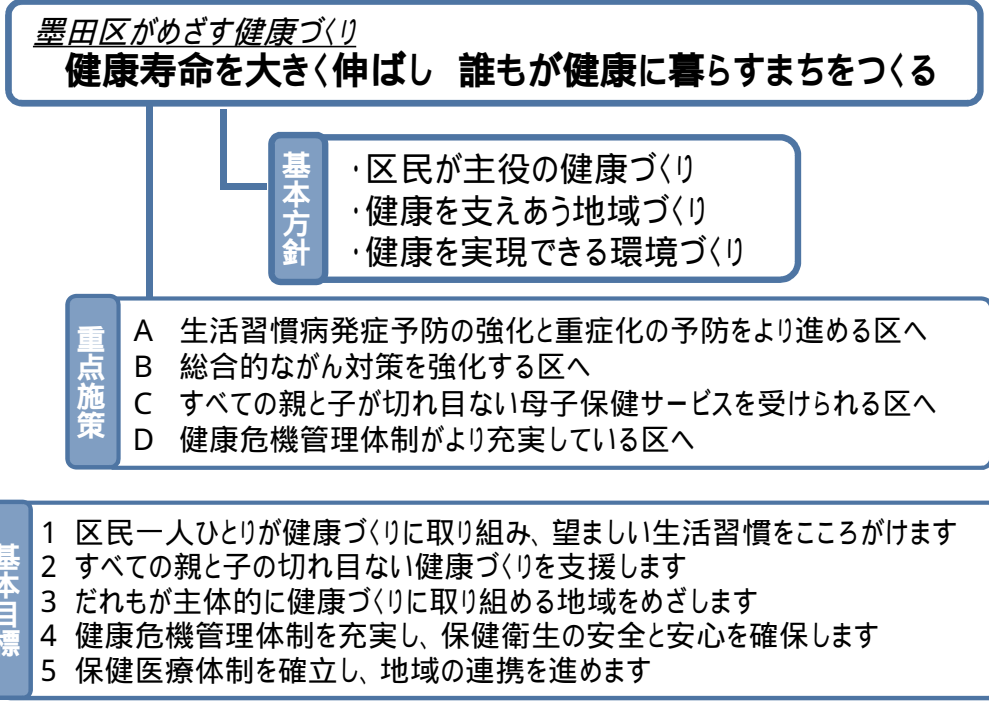 墨田区がめざす健康づくり
健康寿命を大きく伸ばし 誰もが健康に暮らすまちをつくる
基本方針
・区民が主役の健康づくり
・健康を支えあう地域づくり
・健康を実現できる環境づくり
重点施策
A 生活習慣病発症予防の強化と重症化の予防をより進める区へ
B 総合的ながん対策を強化する区へ
C すべての親と子が切れ目ない母子保健サービスを受けられる区へ
D 健康危機管理体制がより充実している区へ
基本目標
1 区民一人ひとりが健康づくりに取り組み、望ましい生活習慣をこころがけます
2 すべての親と子の切れ目ない健康づくりを支援します
3 だれもが主体的に健康づくりに取り組める地域をめざします
4 健康危機管理体制を充実し、保健衛生の安全と安心を確保します
5 保健医療体制を確立し、地域の連携を進めます